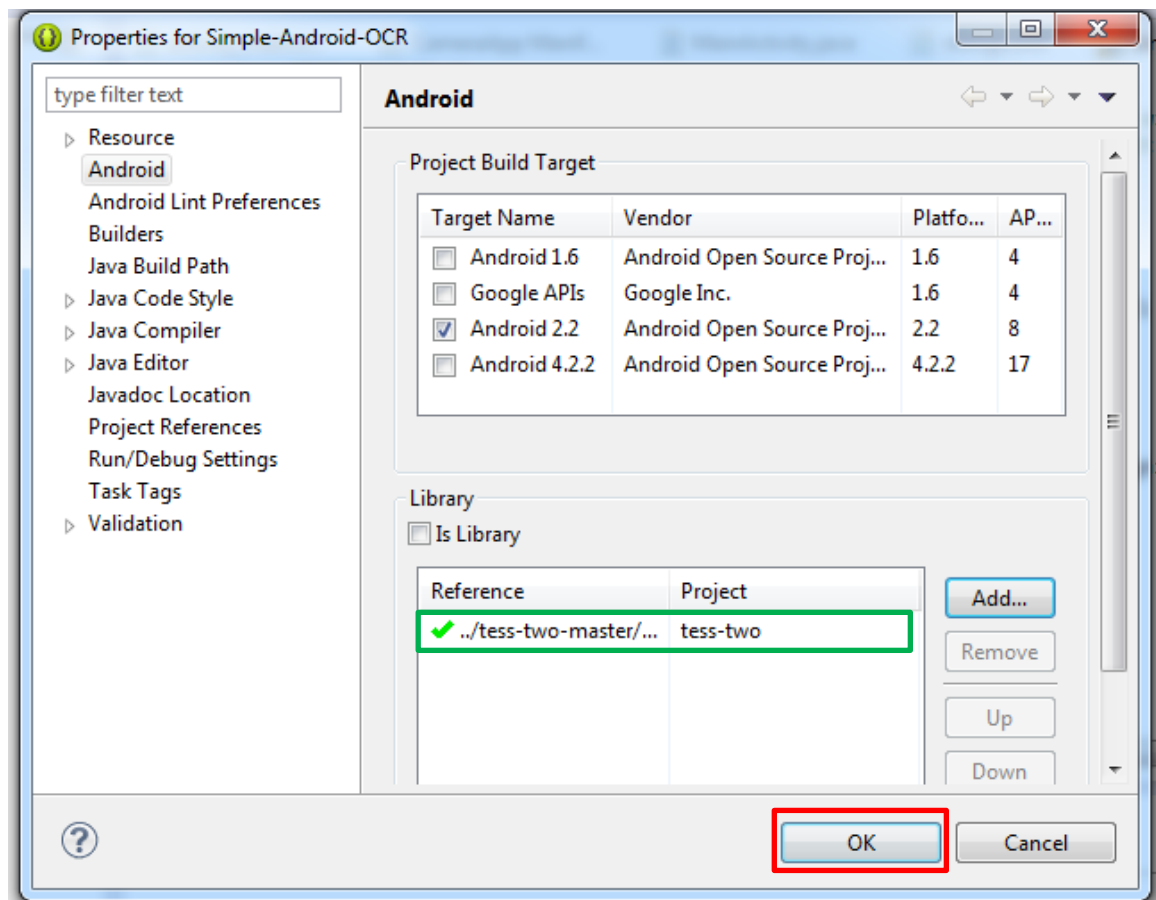 Properties for Simple-Android-OCR
type filter text
Resource
Android
Android Lint Preferences
Builders
Java Build Path
Java Code Style
Java Compiler
Java Editor
Javadoc Location
Project References
Run/Debug Settings
Task Tags
Validation
Android
Project Build Target
Target Name Vendor Platfo... AP...
Android 1.6 Android Open Source Proj... 1.6 4
Google APIs Google Inc. 1.6 4
Android 2.2 Android Open Source Proj... 2.2 8
Android 4.2.2 Android Open Source Proj... 4.2.2 17
Library
Is Library
Reference Project
../tess-two-master/... tess-two
Add...
Remove
Up
Down
OK Cancel